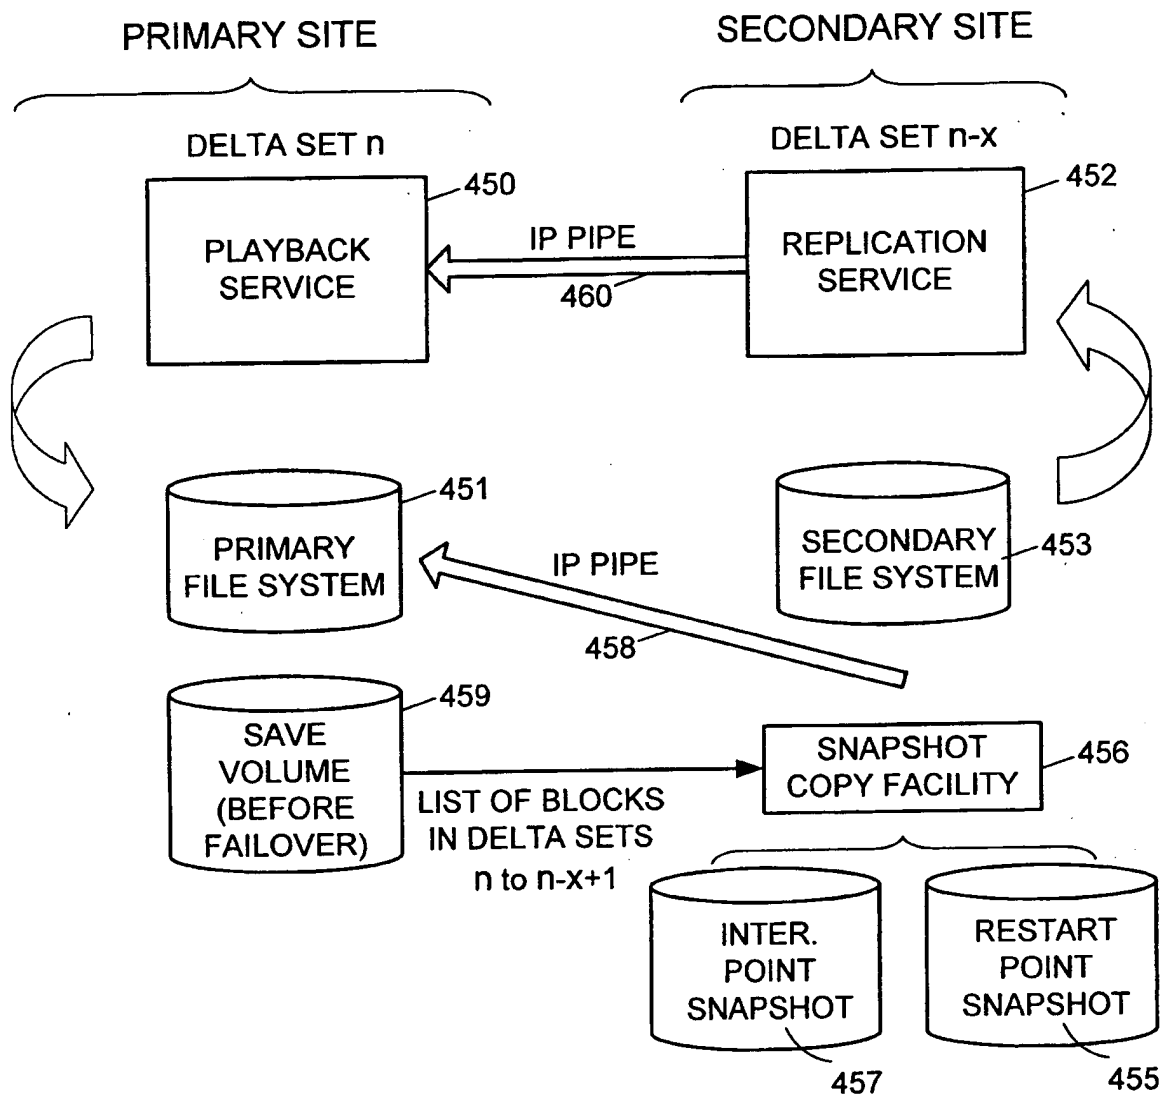 PRIMARY SITE
SECONDARY SITE
DELTA SET n
DELTA SET n-x
450
452
PLAYBACK
SERVICE
IP PIPE
460
REPLICATION
SERVICE
451
PRIMARY
FILE SYSTEM
IP PIPE
458
SECONDARY
FILE SYSTEM
453
459
SAVE
VOLUME
(BEFORE
FAILOVER)
LIST OF BLOCKS
IN DELTA SETS
n to n-x+1
SNAPSHOT
COPY FACILITY
456
INTER.
POINT
SNAPSHOT
457
RESTART
POINT
SNAPSHOT
455